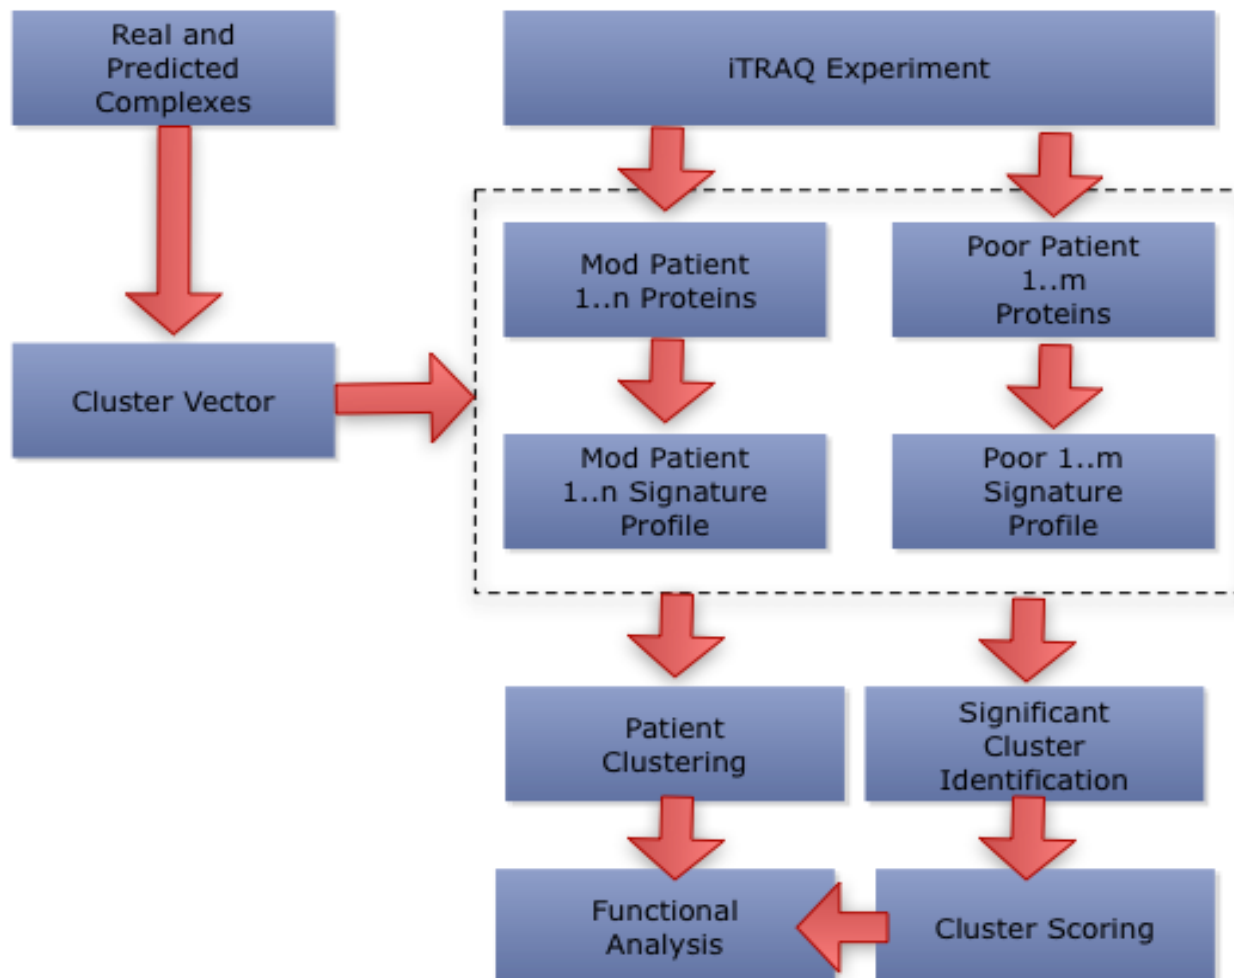 Real and
Predicted
Complexes
iTRAQ Experiment
Mod Patient
1..n Proteins
Poor Patient
1..m
Proteins
Cluster Vector
Mod Patient
1..n Signature
Profile
Poor 1..m
Signature
Profile
Patient
Clustering
Significant
Cluster
Identification
Functional
Analysis
Cluster Scoring